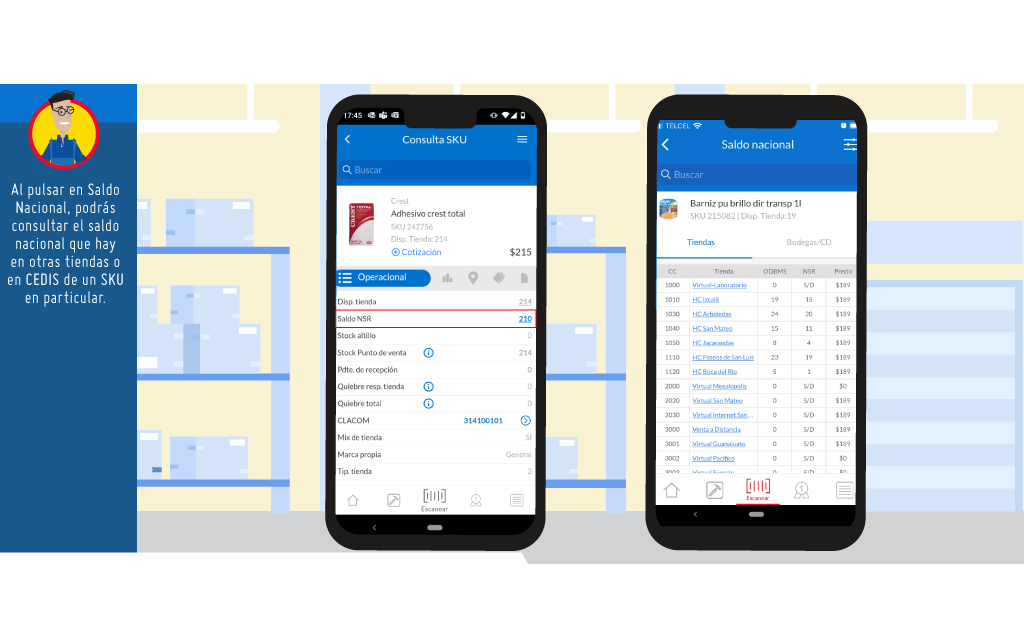 Al pulsar en Saldo
Nacional, podrás
consultar el saldo
nacional que hay
en otras tiendas o
en CEDIS de un SKU
en particular.
17:45
Consulta SKU
Buscar
Crest
Adhesivo crest total
SKU 242756
Disp. Tienda: 214
Cotización $215
Operacional
Disp. tienda 214
Saldo NSR 210
Stock altillo 0
Stock Punto de venta 214
Pdte. de recepción 0
Quiebre resp. tienda 0
Quiebre total 0
CLACOM 314100101
Mix de tienda SI
Marca propia General
Tip. tienda 3
Escanear
TELCEL
Saldo nacional
Buscar
Barniz pu brillo dir transp 1l
SKU 215082 | Disp. Tienda:19
Tiendas Bodegas/CD
CC Tienda ODBMS NSR Precio
1000 Virtual-Laboratorio 0 S/D $189
1010 HC Izcalli 19 15 $189
1030 HC Arboledas 24 20 $189
1040 HC San Mateo 15 11 $189
1050 HC Jacarandas 8 4 $189
1110 HC Paseos de San Luis 23 19 $189
1120 HC Boca del Rio 5 1 $189
2000 Virtual Megalopolis 0 S/D $0
2020 Virtual San Mateo 0 S/D $189
2030 Virtual Internet San ... 0 S/D $189
3000 Venta a Distancia 0 S/D $189
3001 Virtual Guanajuato 0 S/D $189
3002 Virtual Pacifico 0 S/D $0
Escanear